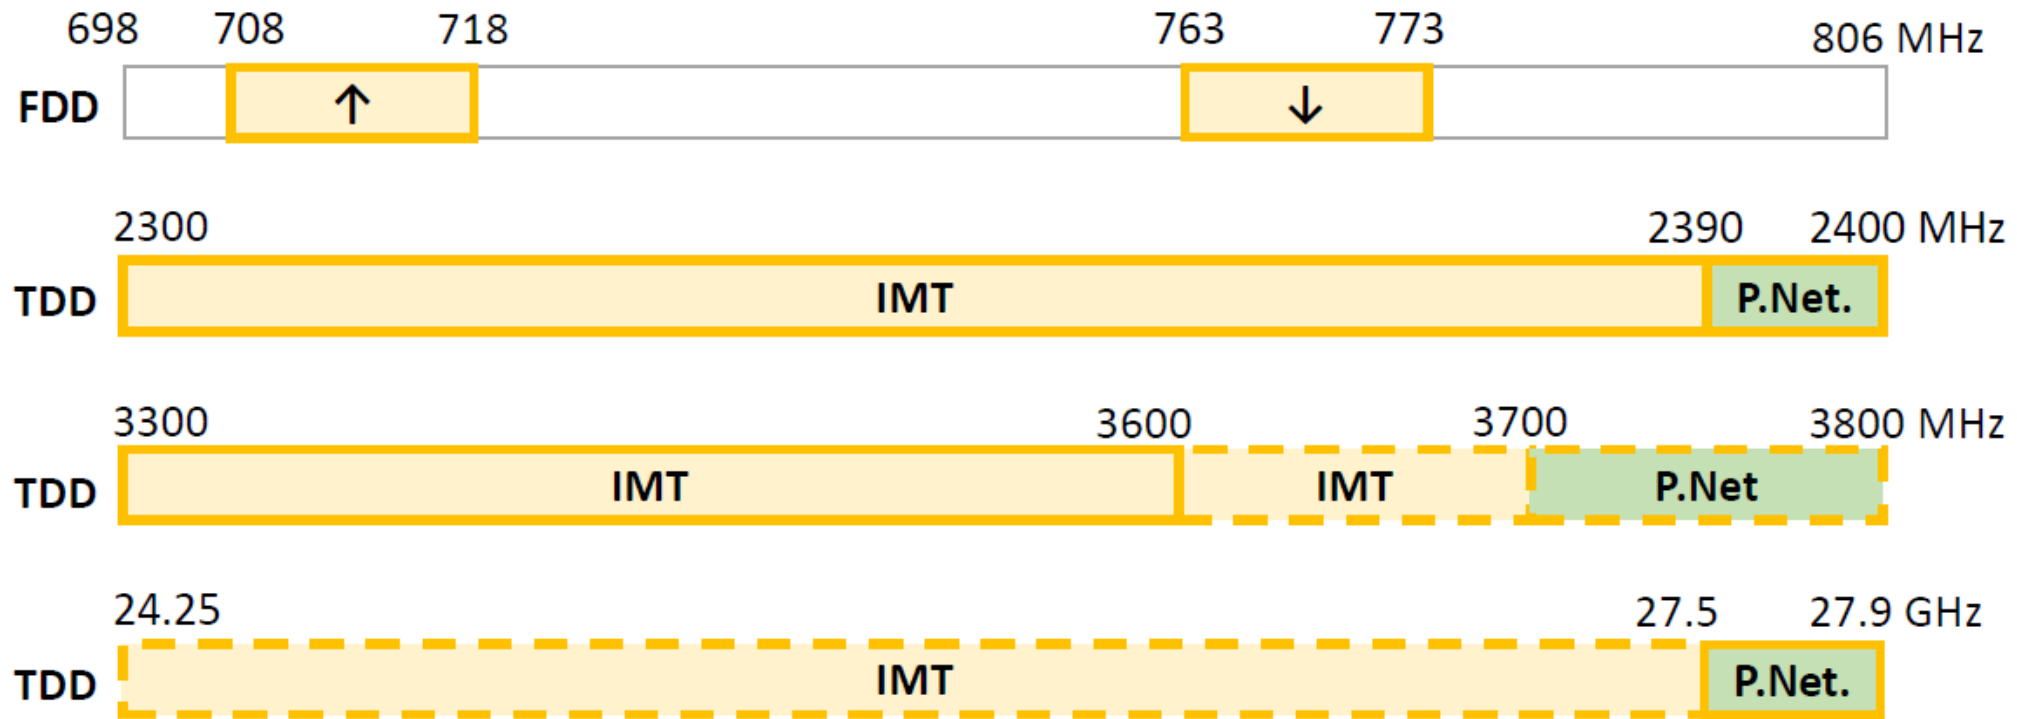 698 708 718 763 773 806 MHz
FDD ↑ ↓
2300 2390 2400 MHz
TDD IMT P.Net.
3300 3600 3700 3800 MHz
TDD IMT IMT P.Net
24.25 27.5 27.9 GHz
TDD IMT P.Net.